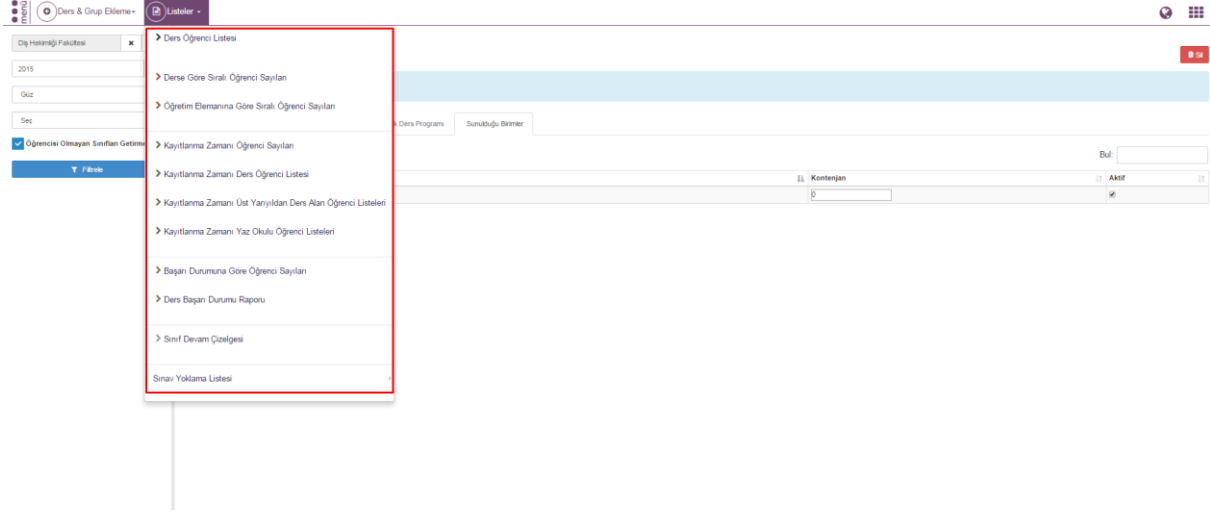 menü
Ders & Grup Ekleme
Listeler
Diş Hekimliği Fakültesi
2015
Güz
Seç
Öğrencisi Olmayan Sınıfları Getirme
Filtrele
Ders Öğrenci Listesi
Derse Göre Sıralı Öğrenci Sayıları
Öğretim Elemanına Göre Sıralı Öğrenci Sayıları
Kayıtlanma Zamanı Öğrenci Sayıları
Kayıtlanma Zamanı Ders Öğrenci Listesi
Kayıtlanma Zamanı Üst Yarıyıldan Ders Alan Öğrenci Listeleri
Kayıtlanma Zamanı Yaz Okulu Öğrenci Listeleri
Başarı Durumuna Göre Öğrenci Sayıları
Ders Başarı Durumu Raporu
Sınıf Devam Çizelgesi
Sınav Yoklama Listesi
Sil
k Ders Programı
Sunulduğu Birimler
Bul:
Kontenjan
Aktif
0